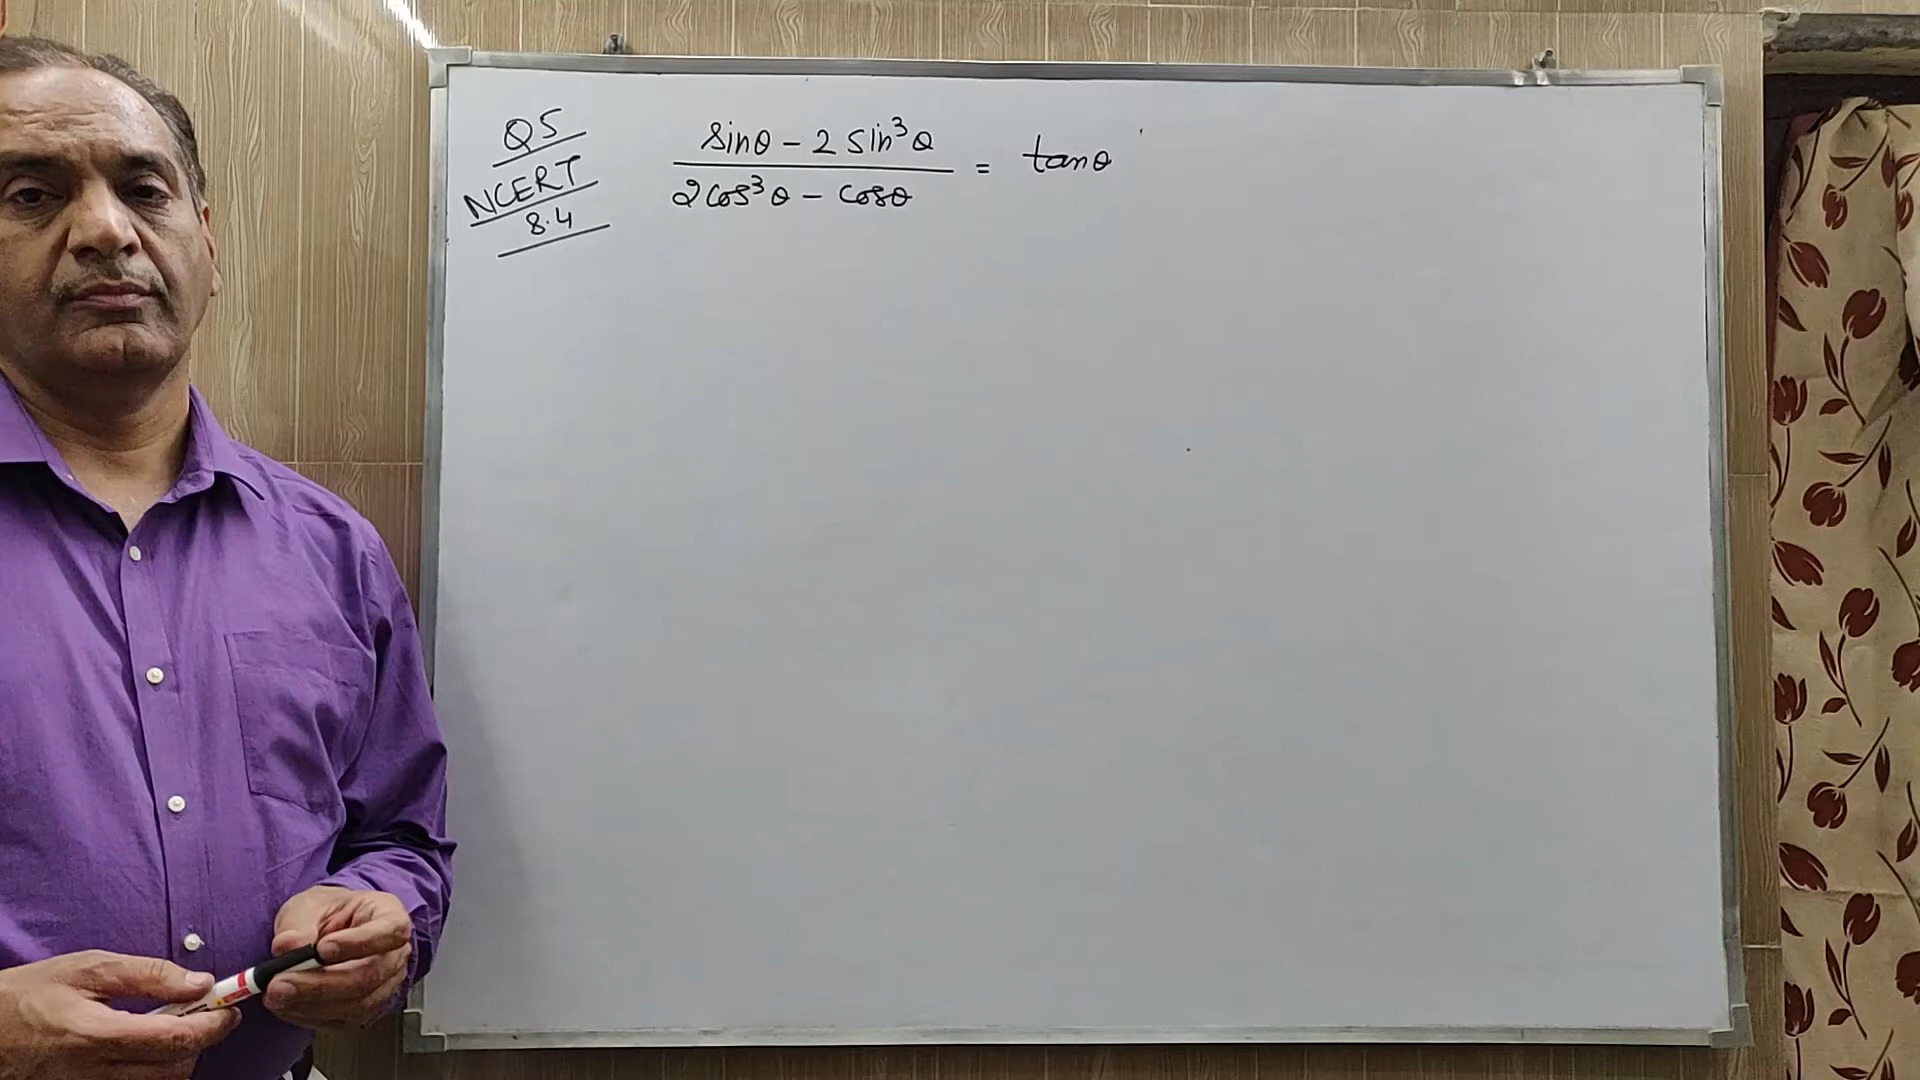 Q5
NCERT
8.4
sinθ - 2 sin³θ
2cos³θ - cosθ
= tanθ